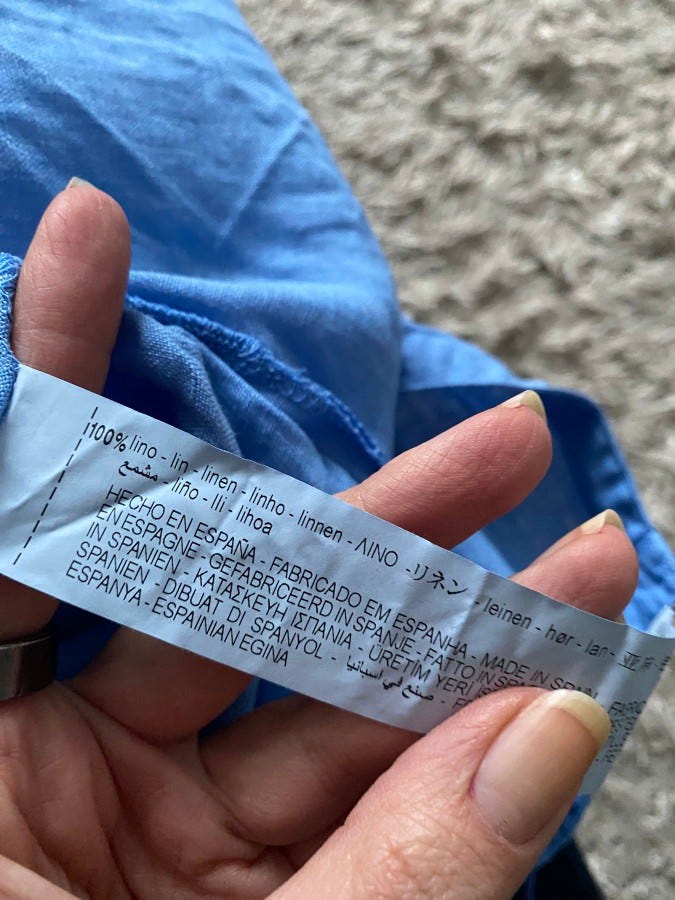 100% lino - lin - linen - linho - linnen - ΛΙΝΟ - リネン - leinen - hør - lan -
مشمع - liño - lli - lihoa
HECHO EN ESPAÑA - FABRICADO EM ESPANHA - MADE IN SPAIN
EN ESPAGNE - GEFABRICEERD IN SPANJE - FATTO IN
IN SPANIEN - ΚΑΤΑΣΚΕΥΗ ΙΣΠΑΝΙΑ - ÜRETIM YERI
SPANIEN - DIBUAT DI SPANYOL - صنع في اسبانيا
ESPANYA - ESPAINIAN EGINA